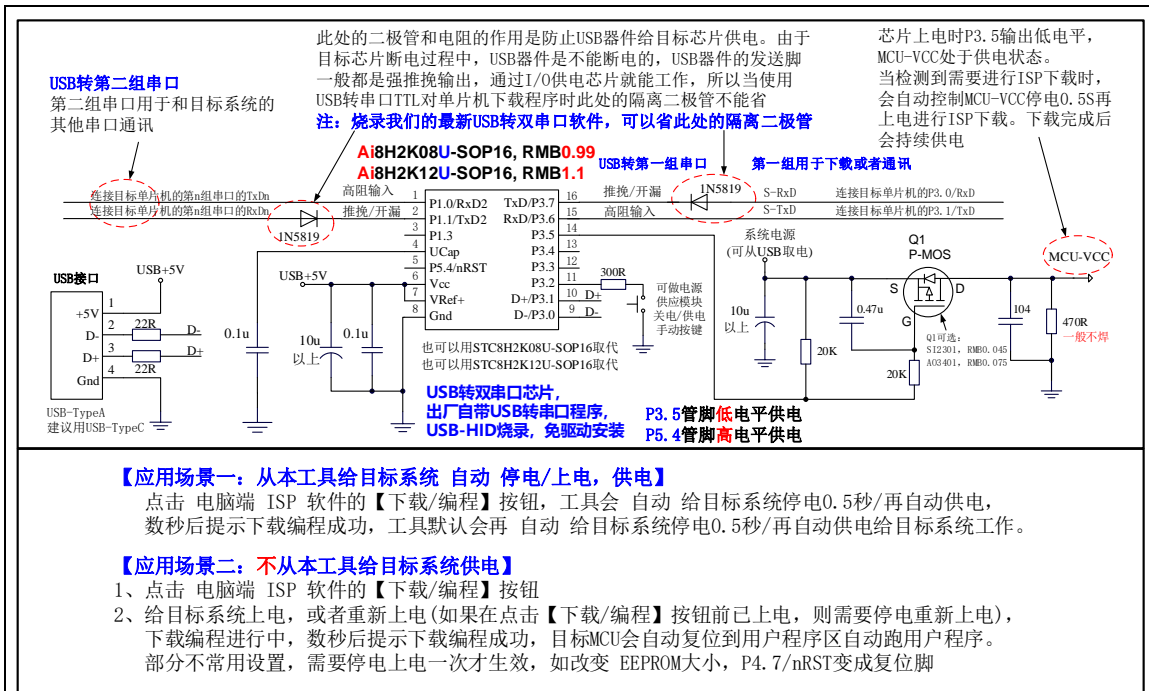 此处的二极管和电阻的作用是防止USB器件给目标芯片供电。由于
目标芯片断电过程中，USB器件是不能断电的，USB器件的发送脚
一般都是强推挽输出，通过I/O供电芯片就能工作，所以当使用
USB转串口TTL对单片机下载程序时此处的隔离二极管不能省
注：烧录我们的最新USB转双串口软件，可以省此处的隔离二极管
芯片上电时P3.5输出低电平，
MCU-VCC处于供电状态。
当检测到需要进行ISP下载时，
会自动控制MCU-VCC停电0.5S再
上电进行ISP下载。下载完成后
会持续供电
USB转第二组串口
第二组串口用于和目标系统的
其他串口通讯
Ai8H2K08U-SOP16, RMB0.99
Ai8H2K12U-SOP16, RMB1.1
USB转第一组串口
第一组用于下载或者通讯
连接目标单片机的第n组串口的TxDn
高阻输入
连接目标单片机的第n组串口的RxDn
推挽/开漏
1N5819
1 P1.0/RxD2
2 P1.1/TxD2
3 P1.3
4 UCap
5 P5.4/nRST
6 Vcc
7 VRef+
8 Gnd
TxD/P3.7 16
RxD/P3.6 15
P3.5 14
P3.4 13
P3.3 12
P3.2 11
D+/P3.1 10 D+
D-/P3.0 9 D-
推挽/开漏
1N5819
S-RxD
连接目标单片机的P3.0/RxD
高阻输入
S-TxD
连接目标单片机的P3.1/TxD
300R
可做电源
供应模块
关电/供电
手动按键
系统电源
(可从USB取电)
Q1
P-MOS
S
D
G
MCU-VCC
10u
以上
0.47u
20K
20K
104
470R
一般不焊
Q1可选：
SI2301, RMB0.045
AO3401, RMB0.075
USB接口
USB+5V
+5V 1
D- 2 22R D-
D+ 3 22R D+
Gnd 4
USB-TypeA
建议用USB-TypeC
0.1u
USB+5V
10u
以上
0.1u
也可以用STC8H2K08U-SOP16取代
也可以用STC8H2K12U-SOP16取代
USB转双串口芯片，
出厂自带USB转串口程序，
USB-HID烧录，免驱动安装
P3.5管脚低电平供电
P5.4管脚高电平供电
【应用场景一：从本工具给目标系统 自动 停电/上电，供电】
点击 电脑端 ISP 软件的【下载/编程】按钮，工具会 自动 给目标系统停电0.5秒/再自动供电，
数秒后提示下载编程成功，工具默认会再 自动 给目标系统停电0.5秒/再自动供电给目标系统工作。
【应用场景二：不从本工具给目标系统供电】
1、点击 电脑端 ISP 软件的【下载/编程】按钮
2、给目标系统上电，或者重新上电(如果在点击【下载/编程】按钮前已上电，则需要停电重新上电)，
下载编程进行中，数秒后提示下载编程成功，目标MCU会自动复位到用户程序区自动跑用户程序。
部分不常用设置，需要停电上电一次才生效，如改变 EEPROM大小，P4.7/nRST变成复位脚